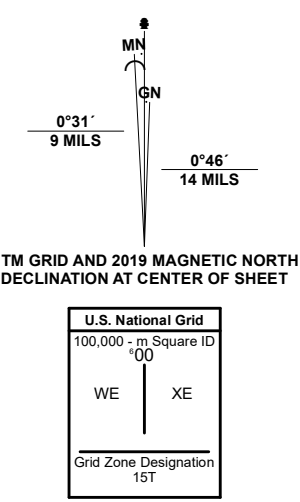 MN
GN
0°31´
9 MILS
0°46´
14 MILS
TM GRID AND 2019 MAGNETIC NORTH
DECLINATION AT CENTER OF SHEET
U.S. National Grid
100,000 - m Square ID
⁶00
WE XE
Grid Zone Designation
15T